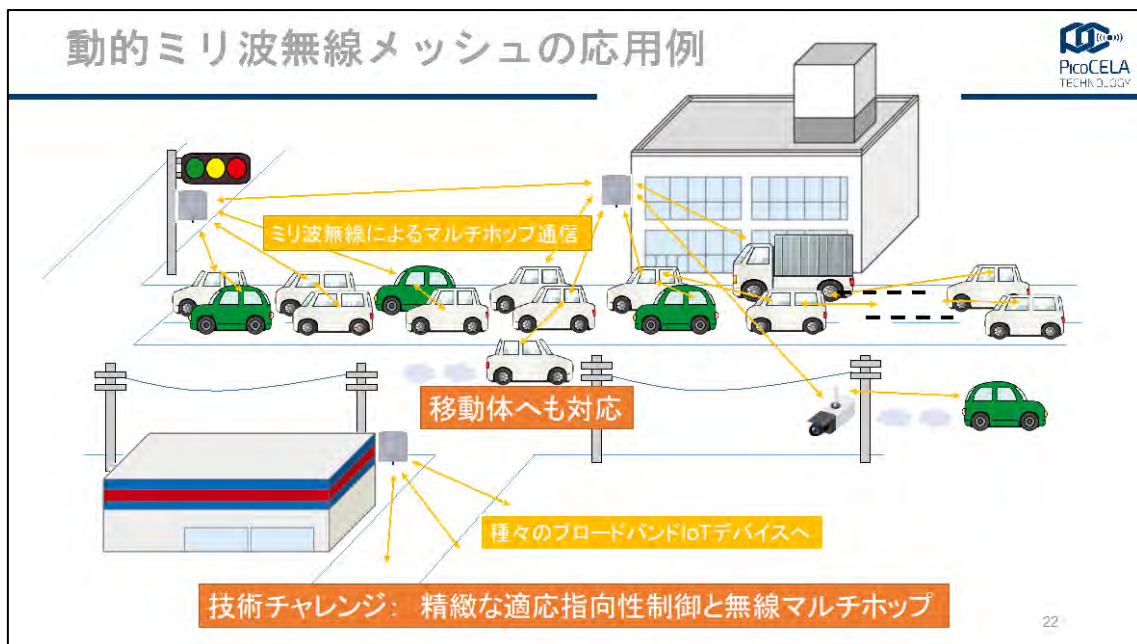 動的ミリ波無線メッシュの応用例
PicoCELA
TECHNOLOGY
ミリ波無線によるマルチホップ通信
移動体へも対応
種々のブロードバンドIoTデバイスへ
技術チャレンジ： 精緻な適応指向性制御と無線マルチホップ
22